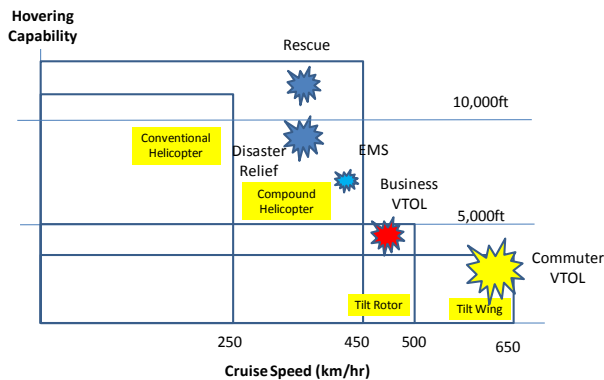 Hovering
Capability
Rescue
10,000ft
Conventional
Helicopter
Disaster
Relief
EMS
Compound
Helicopter
Business
VTOL
5,000ft
Commuter
VTOL
Tilt Rotor
Tilt Wing
250
450
500
650
Cruise Speed (km/hr)